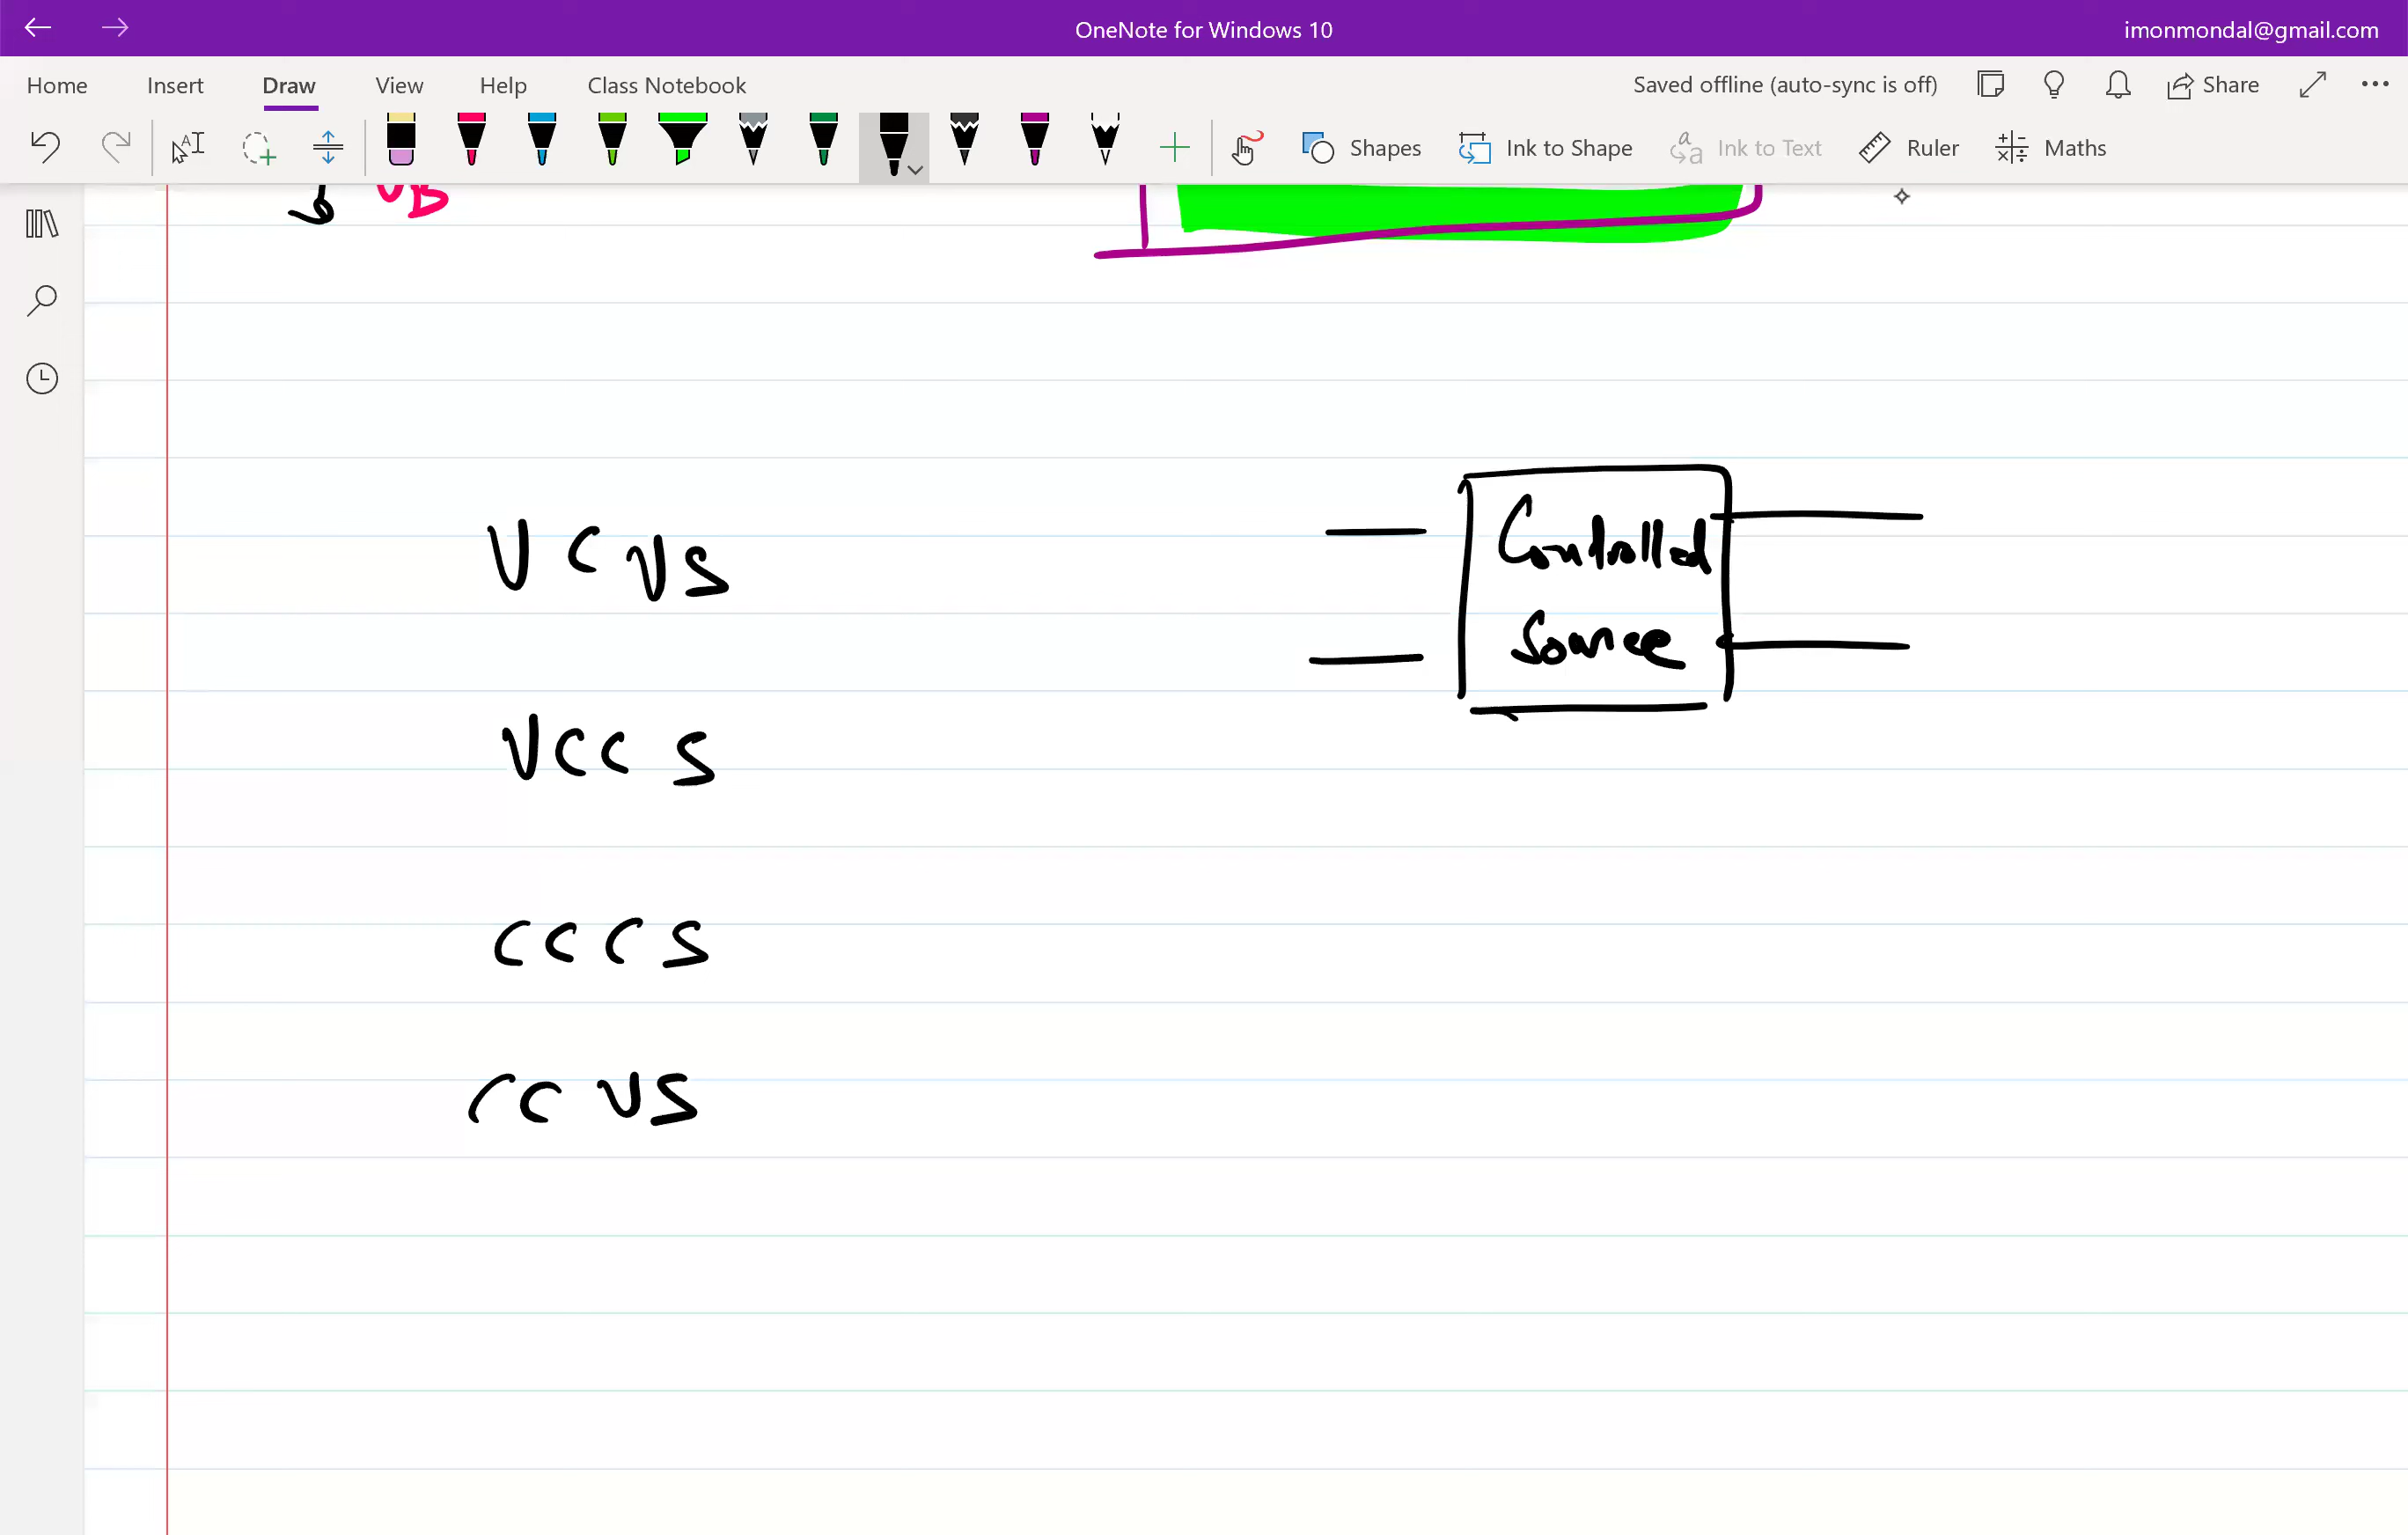 OneNote for Windows 10
imonmondal@gmail.com
Home Insert Draw View Help Class Notebook
Saved offline (auto-sync is off) Share
Shapes Ink to Shape Ink to Text Ruler Maths
VB
VCVS
Controlled
Source
VCCS
CCCS
CCVS